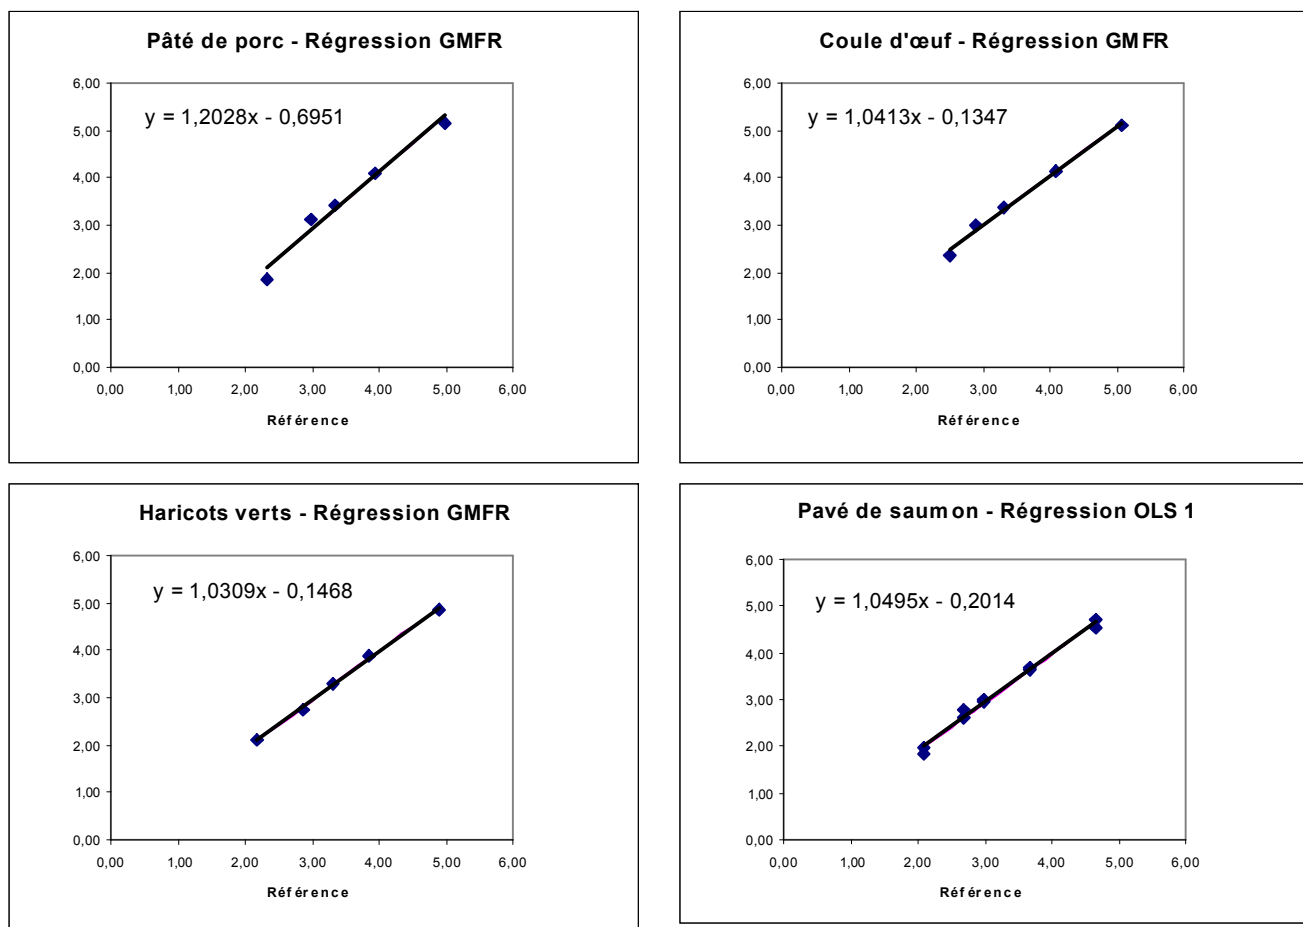 Pâté de porc - Régression GMFR
y = 1,2028x - 0,6951
6,00
5,00
4,00
3,00
2,00
1,00
0,00
0,00 1,00 2,00 3,00 4,00 5,00 6,00
Référence
Coule d'œuf - Régression GMFR
y = 1,0413x - 0,1347
6,00
5,00
4,00
3,00
2,00
1,00
0,00
0,00 1,00 2,00 3,00 4,00 5,00 6,00
Référence
Haricots verts - Régression GMFR
y = 1,0309x - 0,1468
6,00
5,00
4,00
3,00
2,00
1,00
0,00
0,00 1,00 2,00 3,00 4,00 5,00 6,00
Référence
Pavé de saumon - Régression OLS 1
y = 1,0495x - 0,2014
6,00
5,00
4,00
3,00
2,00
1,00
0,00
0,00 1,00 2,00 3,00 4,00 5,00 6,00
Référence